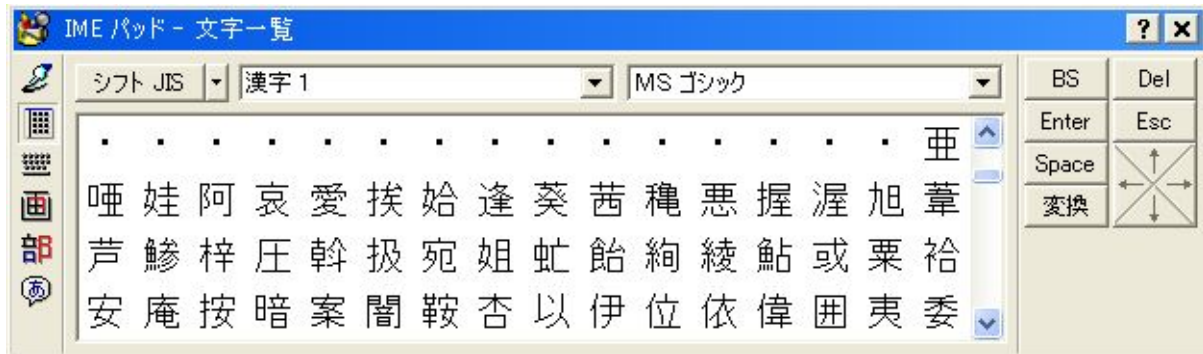 IME パッド - 文字一覧
シフト JIS 漢字 1 MS ゴシック
BS Del
Enter Esc
Space
変換
・ ・ ・ ・ ・ ・ ・ ・ ・ ・ ・ ・ ・ ・ ・ 亜
唖 娃 阿 哀 愛 挨 姶 逢 葵 茜 穐 悪 握 渥 旭 葦
芦 鯵 梓 圧 斡 扱 宛 姐 虻 飴 絢 綾 鮎 或 粟 袷
安 庵 按 暗 案 闇 鞍 杏 以 伊 位 依 偉 囲 夷 委
画
部
あ